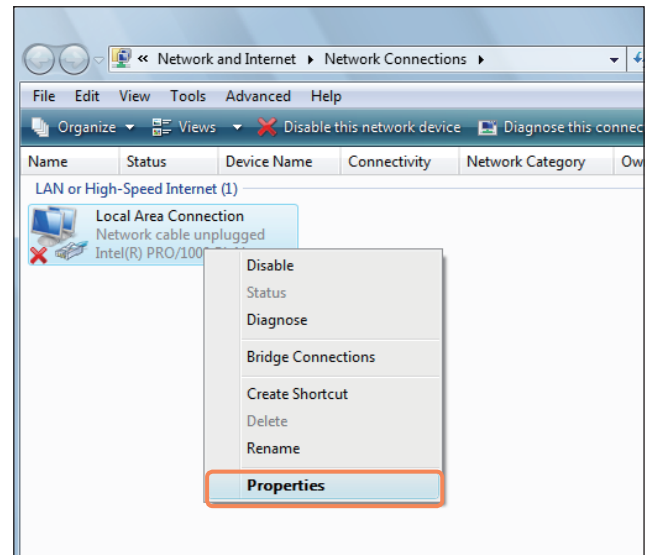 « Network and Internet ▸ Network Connections ▸
File Edit View Tools Advanced Help
Organize Views Disable this network device Diagnose this connec
Name Status Device Name Connectivity Network Category Ow
LAN or High-Speed Internet (1)
Local Area Connection
Network cable unplugged
Intel(R) PRO/100
Disable
Status
Diagnose
Bridge Connections
Create Shortcut
Delete
Rename
Properties